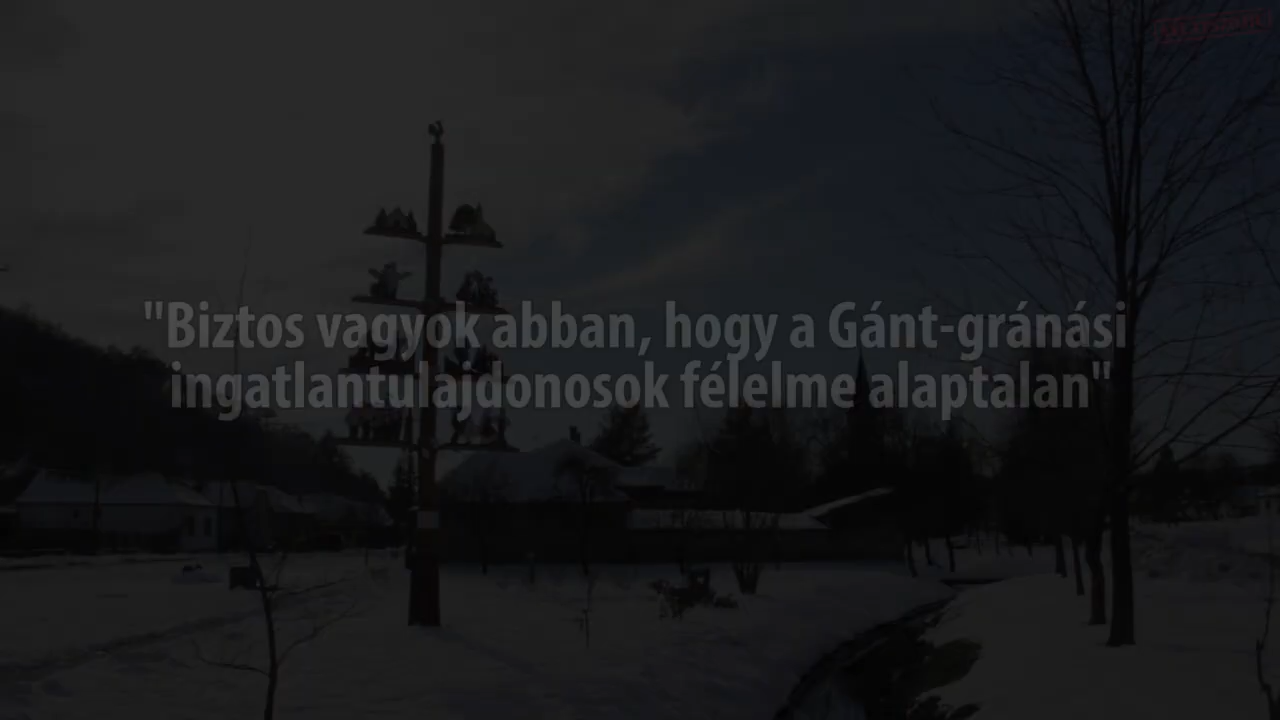 "Biztos vagyok abban, hogy a Gánt-gránási
ingatlantulajdonosok félelme alaptalan"